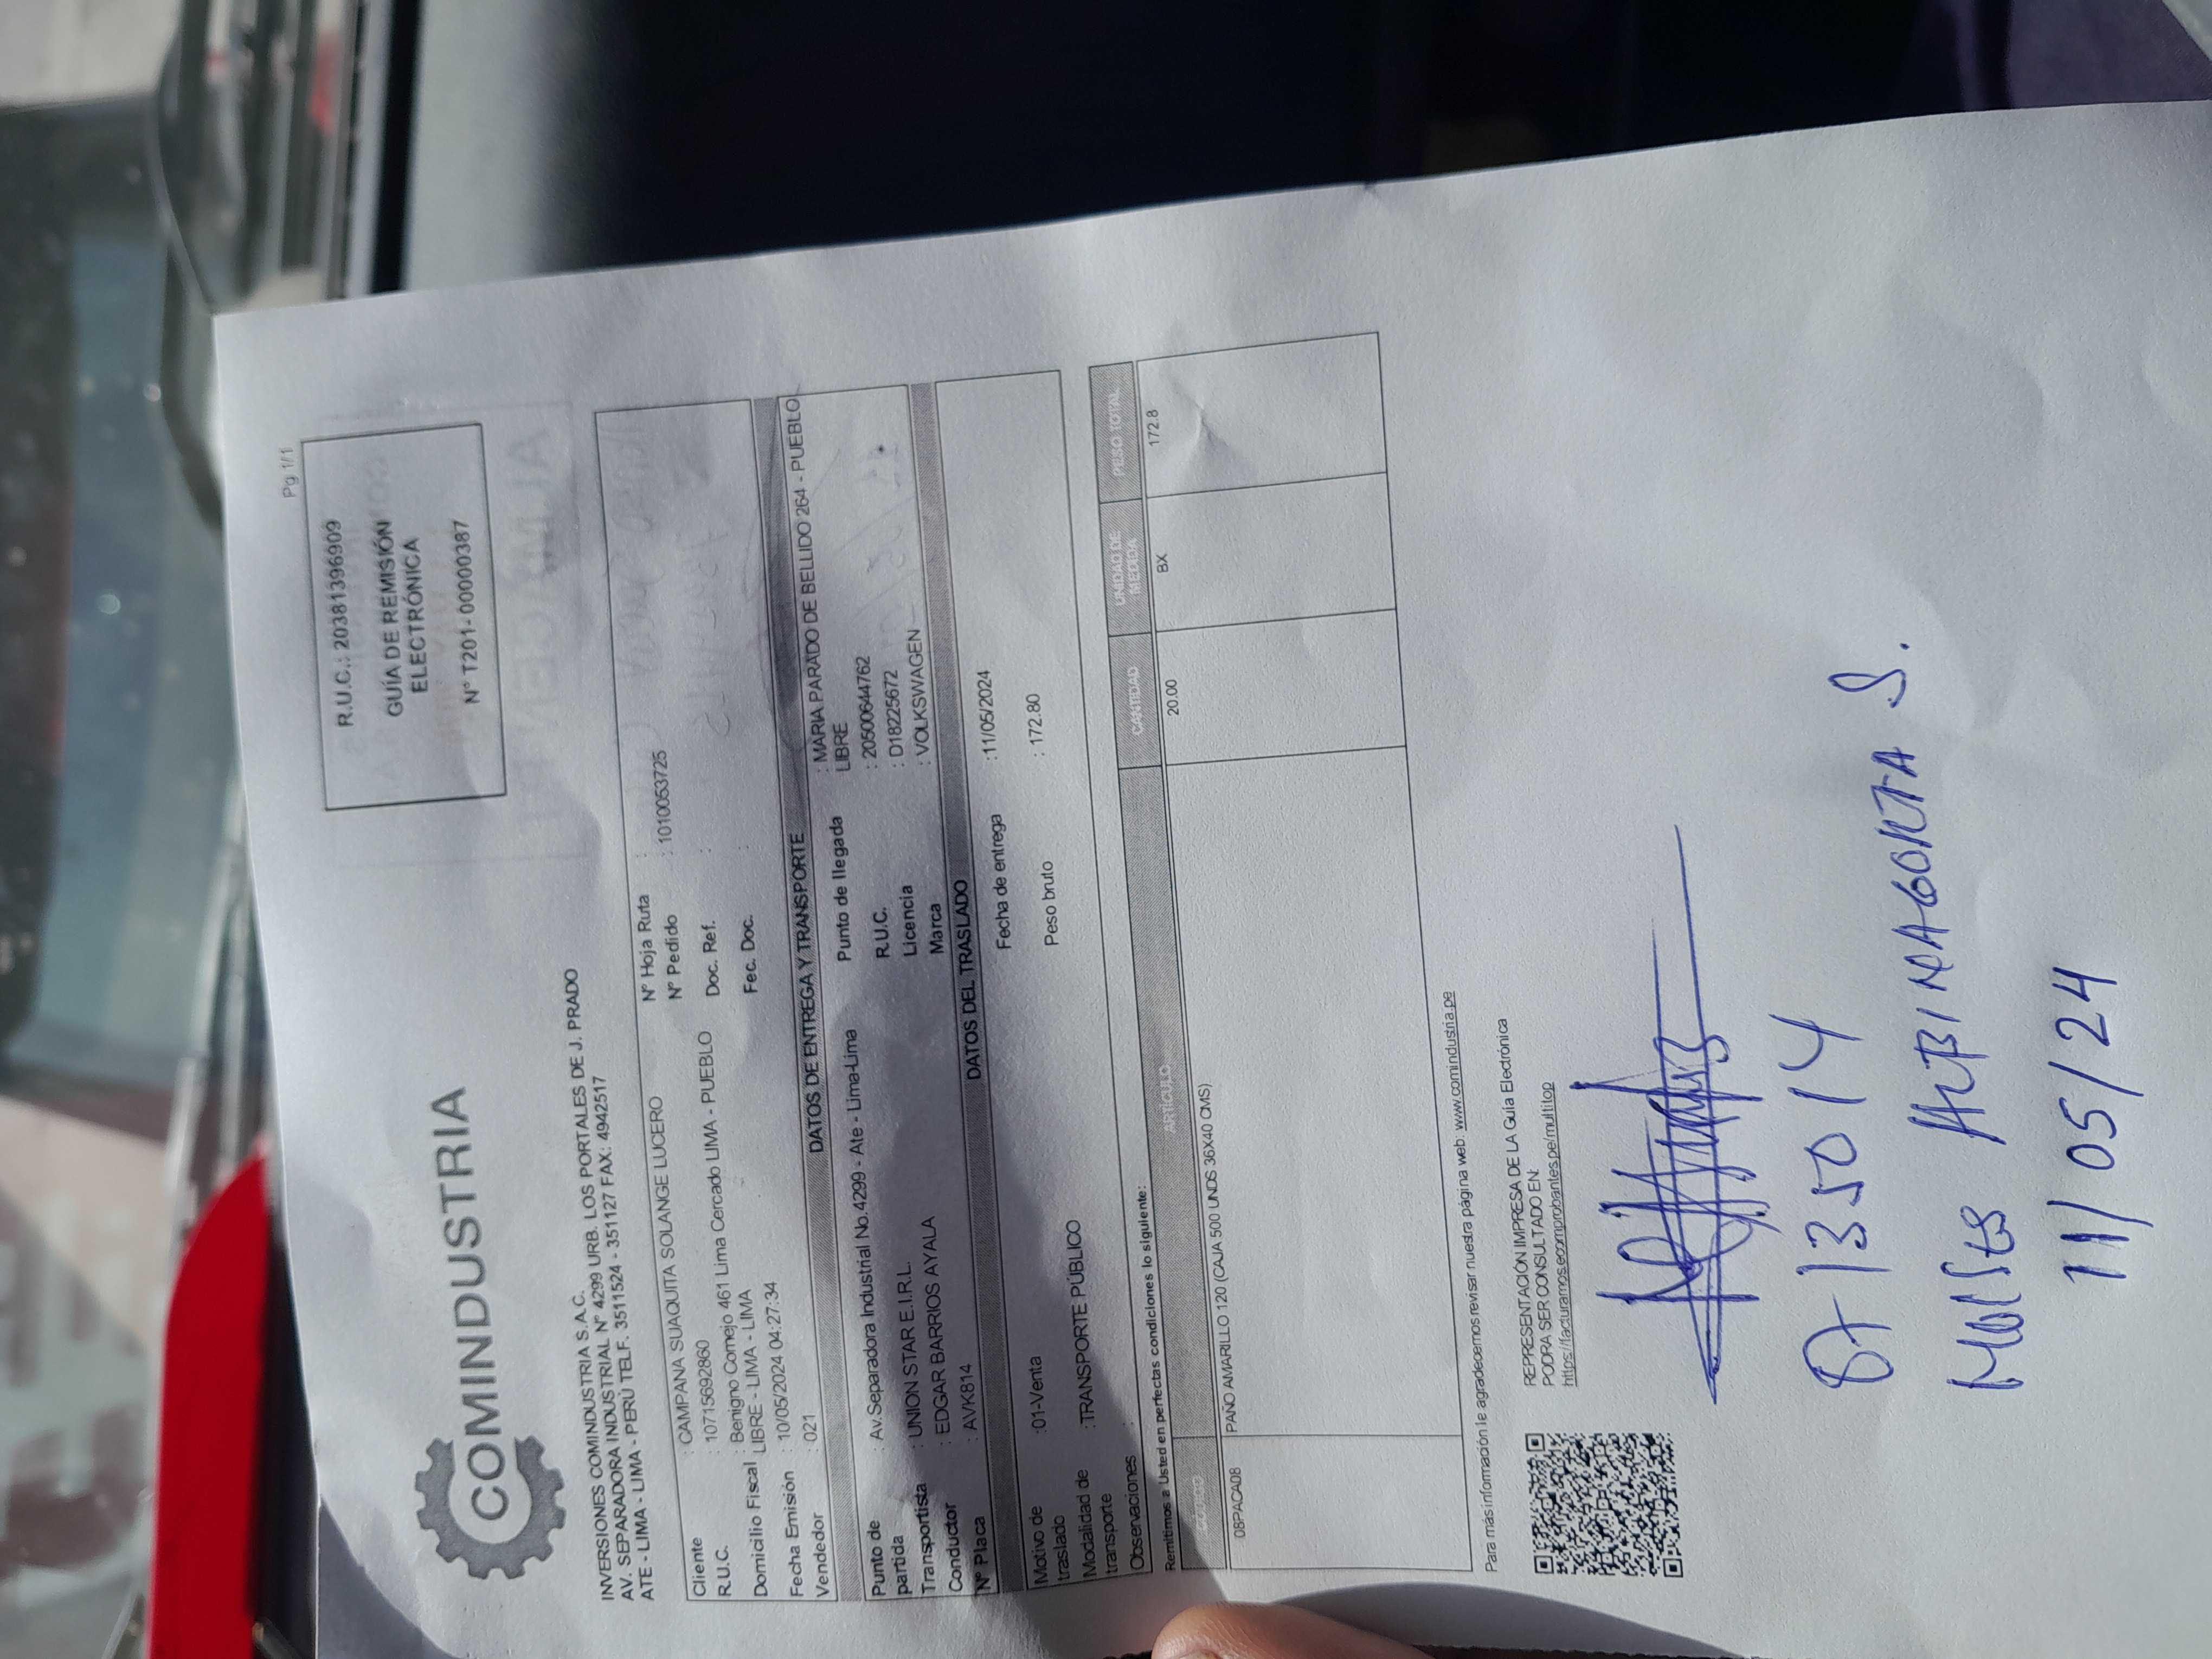 Pg 1/1
R.U.C.: 20381396909
GUÍA DE REMISIÓN
ELECTRÓNICA
N° T201-00000387
COMINDUSTRIA
INVERSIONES COMINDUSTRIA S.A.C.
AV. SEPARADORA INDUSTRIAL N° 4299 URB. LOS PORTALES DE J. PRADO
ATE - LIMA - LIMA - PERÚ TELF. 3511524 - 351127 FAX: 4942517
Cliente : CAMPANA SUAQUITA SOLANGE LUCERO N° Hoja Ruta :
R.U.C. : 10715692860 N° Pedido : 1010053725
Domicilio Fiscal : Benigno Cornejo 461 Lima Cercado LIMA - PUEBLO Doc. Ref. :
LIBRE - LIMA - LIMA
Fecha Emisión : 10/05/2024 04:27:34 Fec. Doc. :
Vendedor : 021
DATOS DE ENTREGA Y TRANSPORTE
Punto de partida : Av.Separadora Industrial No.4299 - Ate - Lima-Lima Punto de llegada : MARIA PARADO DE BELLIDO 264 - PUEBLO LIBRE
Transportista : UNION STAR E.I.R.L. R.U.C. : 20500644762
Conductor : EDGAR BARRIOS AYALA Licencia : D18225672
N° Placa : AVK814 Marca : VOLKSWAGEN
DATOS DEL TRASLADO
Motivo de traslado :01-Venta Fecha de entrega :11/05/2024
Modalidad de transporte :TRANSPORTE PÚBLICO Peso bruto : 172.80
Observaciones :
Remitimos a Usted en perfectas condiciones lo siguiente:
CODIGO ARTICULO CANTIDAD UNIDAD DE MEDIDA PESO TOTAL
08PACA08 PAÑO AMARILLO 120 (CAJA 500 UNDS 36X40 CMS) 20.00 BX 172.8
Para más información le agradecemos revisar nuestra página web: www.comindustria.pe
REPRESENTACIÓN IMPRESA DE LA Guía Electrónica
PODRA SER CONSULTADO EN:
https://facturamos.ecomprobantes.pe/multitop
11/05/24